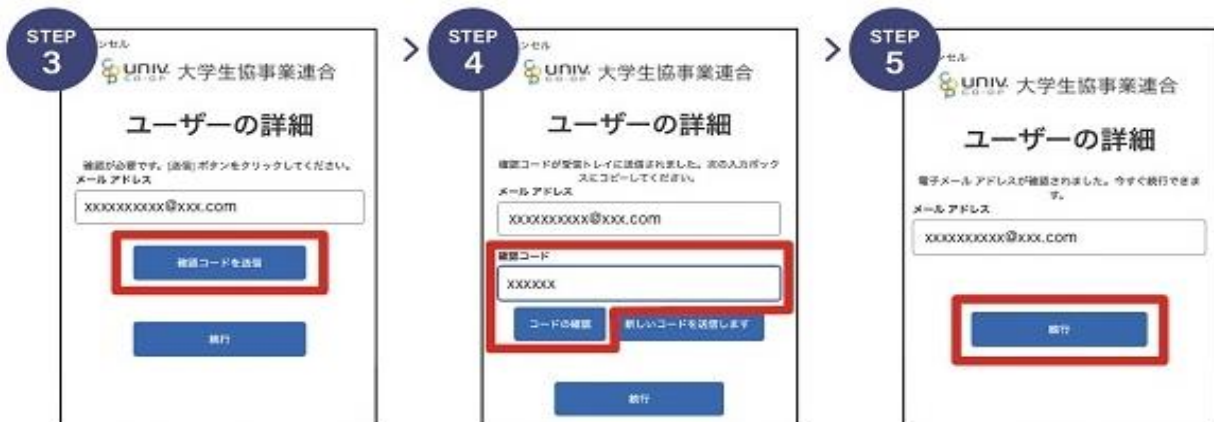 STEP
3
ンセル
univ.
CO-OP
大学生協事業連合
ユーザーの詳細
確認が必要です。[送信] ボタンをクリックしてください。
メール アドレス
xxxxxxxxxx@xxx.com
確認コードを送信
続行
>
STEP
4
ンセル
univ.
CO-OP
大学生協事業連合
ユーザーの詳細
確認コードが受信トレイに送信されました。次の入力ボック
スにコピーしてください。
メール アドレス
xxxxxxxxxx@xxx.com
確認コード
xxxxxx
コードの確認
新しいコードを送信します
続行
>
STEP
5
ンセル
univ.
CO-OP
大学生協事業連合
ユーザーの詳細
電子メール アドレスが確認されました。今すぐ続行できま
す。
メール アドレス
xxxxxxxxxx@xxx.com
続行